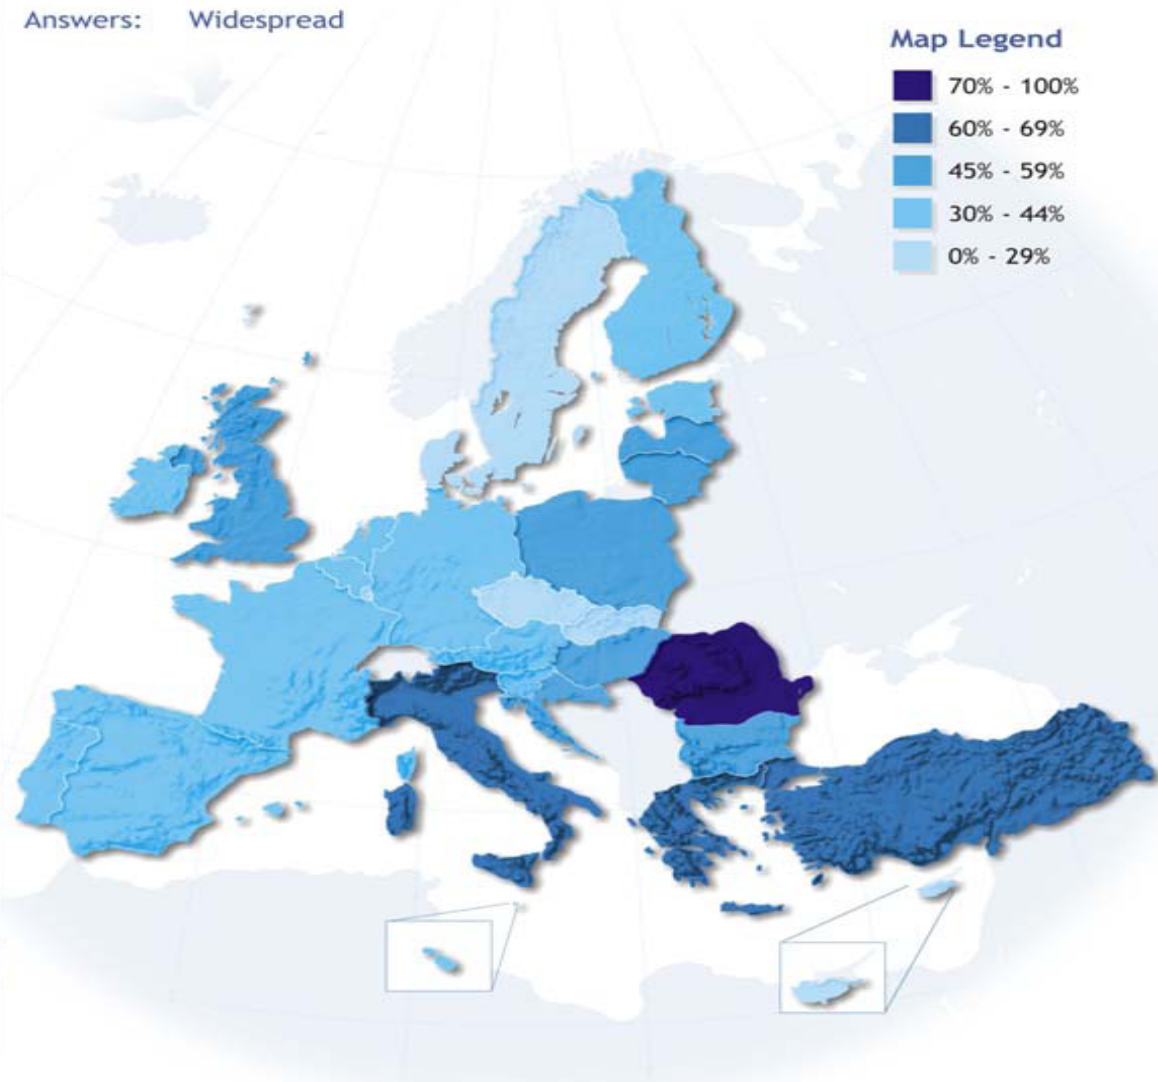 Answers: Widespread
Map Legend
70% - 100%
60% - 69%
45% - 59%
30% - 44%
0% - 29%